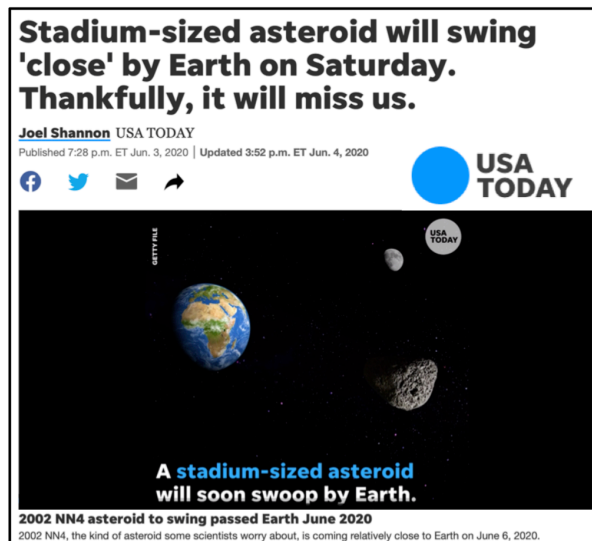 Stadium-sized asteroid will swing
'close' by Earth on Saturday.
Thankfully, it will miss us.
Joel Shannon USA TODAY
Published 7:28 p.m. ET Jun. 3, 2020 | Updated 3:52 p.m. ET Jun. 4, 2020
USA
TODAY
GETTY FILE
USA
TODAY
A stadium-sized asteroid
will soon swoop by Earth.
2002 NN4 asteroid to swing passed Earth June 2020
2002 NN4, the kind of asteroid some scientists worry about, is coming relatively close to Earth on June 6, 2020.